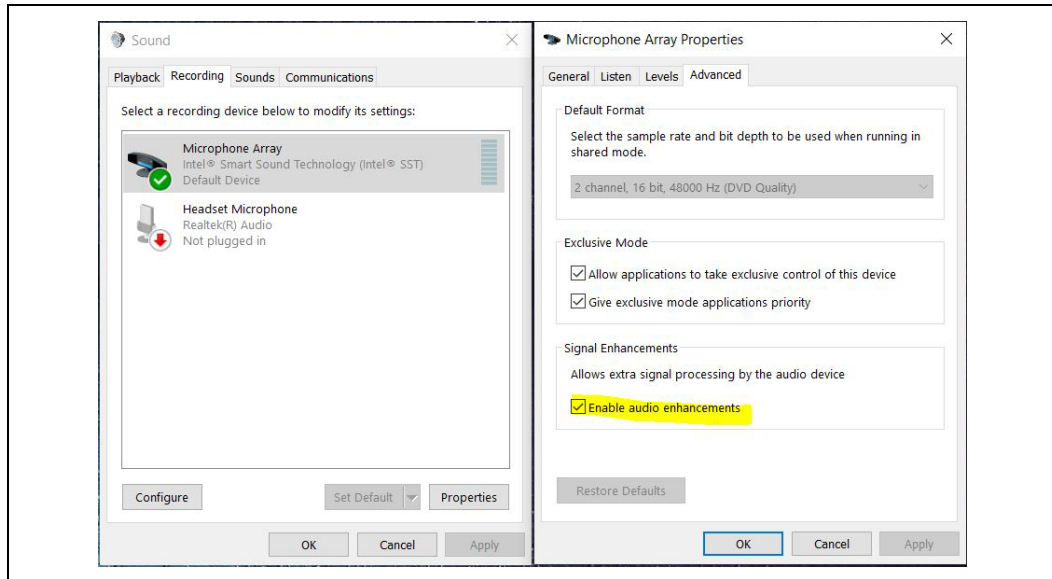 Sound
Playback Recording Sounds Communications
Select a recording device below to modify its settings:
Microphone Array
Intel® Smart Sound Technology (Intel® SST)
Default Device
Headset Microphone
Realtek(R) Audio
Not plugged in
Configure Set Default Properties
OK Cancel Apply
Microphone Array Properties
General Listen Levels Advanced
Default Format
Select the sample rate and bit depth to be used when running in
shared mode.
2 channel, 16 bit, 48000 Hz (DVD Quality)
Exclusive Mode
Allow applications to take exclusive control of this device
Give exclusive mode applications priority
Signal Enhancements
Allows extra signal processing by the audio device
Enable audio enhancements
Restore Defaults
OK Cancel Apply